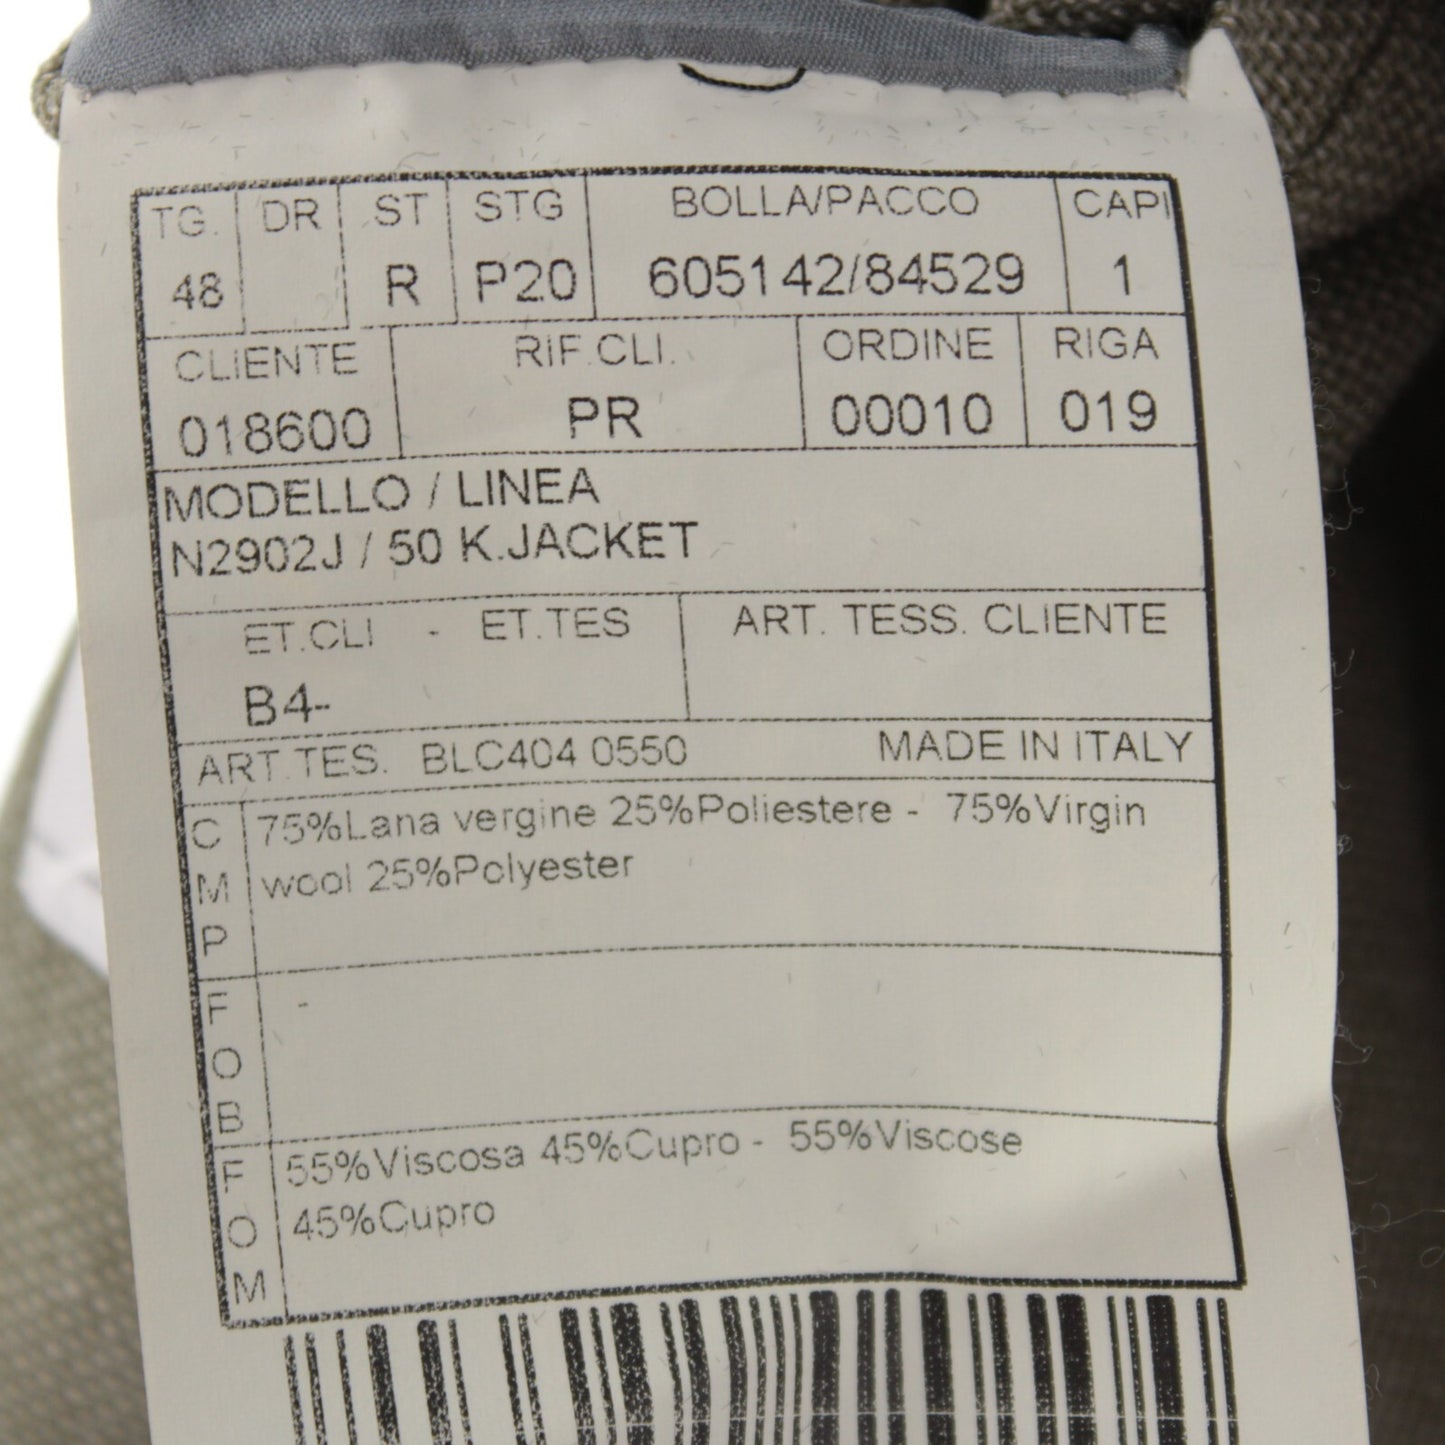 TG. DR ST STG BOLLA/PACCO CAPI
48 R P20 605142/84529 1
CLIENTE RIF.CLI. ORDINE RIGA
018600 PR 00010 019
MODELLO / LINEA
N2902J / 50 K.JACKET
ET.CLI - ET.TES ART. TESS. CLIENTE
B4-
ART.TES. BLC404 0550 MADE IN ITALY
CMP
75%Lana vergine 25%Poliestere - 75%Virgin
wool 25%Polyester
FOB
-
FOM
55%Viscosa 45%Cupro - 55%Viscose
45%Cupro